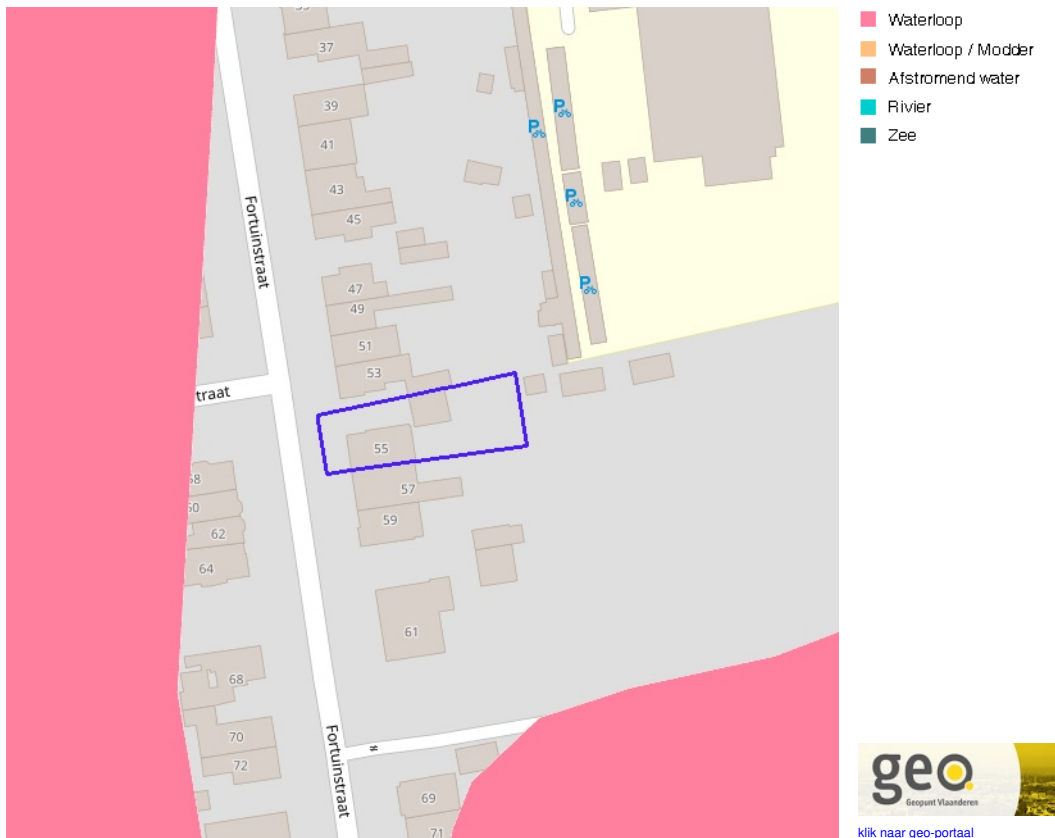 37
39
41
43
45
Fortuinstraat
47
49
51
53
traat
55
57
59
62
64
61
68
70
72
Fortuinstraat
69
71
P
P
P
P
Waterloop
Waterloop / Modder
Afstromend water
Rivier
Zee
geo
Geopunt Vlaanderen
klik naar geo-portaal